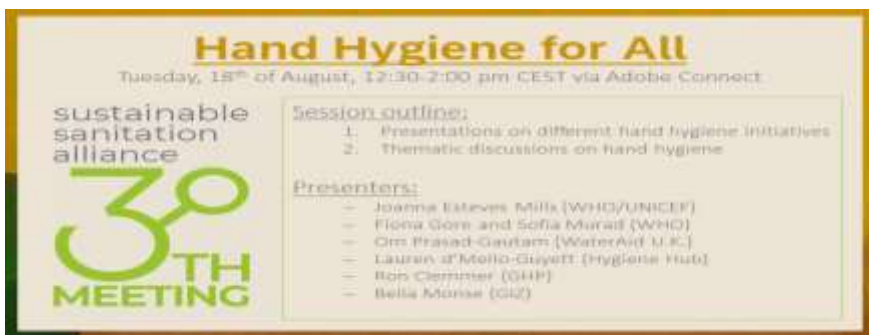 Hand Hygiene for All
Tuesday, 18th of August, 12:30-2:00 pm CEST via Adobe Connect
sustainable
sanitation
alliance
30TH
MEETING
Session outline:
1. Presentations on different hand hygiene initiatives
2. Thematic discussions on hand hygiene
Presenters:
– Joanna Esteves Mills (WHO/UNICEF)
– Fiona Gore and Sofia Murad (WHO)
– Om Prasad-Gautam (WaterAid U.K.)
– Lauren d'Mello-Guyett (Hygiene Hub)
– Ron Clemmer (GHP)
– Bella Monse (GIZ)